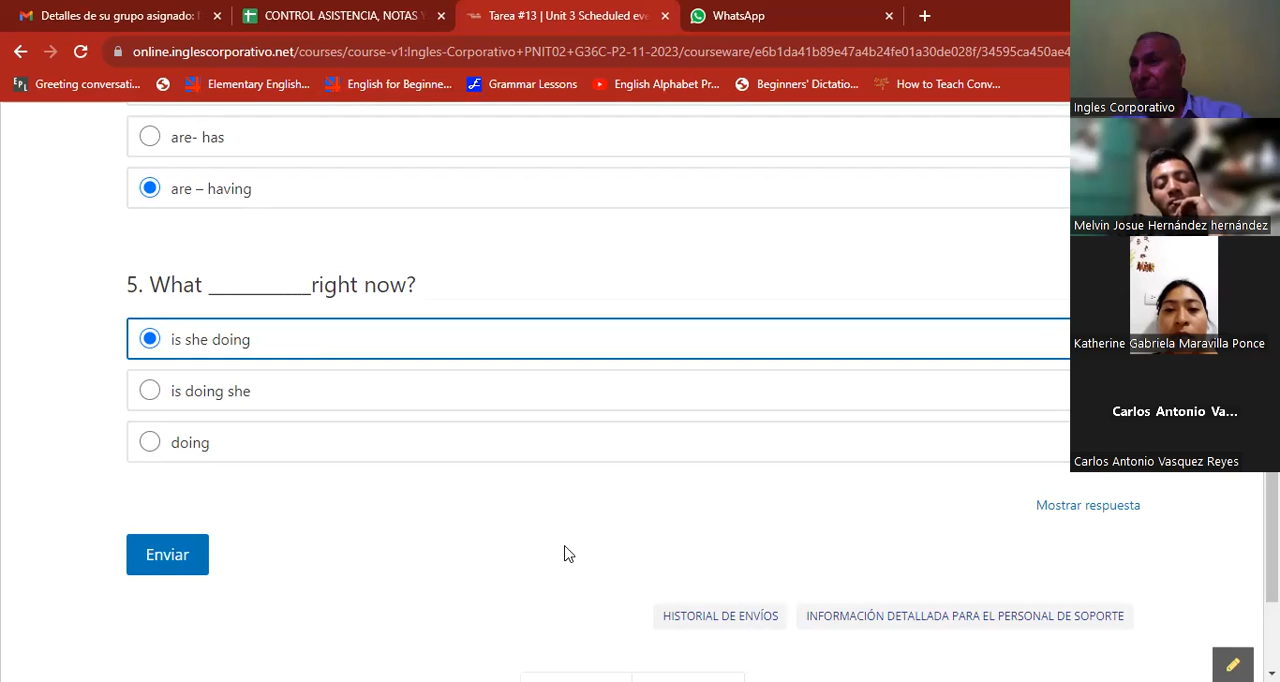 Detalles de su grupo asignado:
CONTROL ASISTENCIA, NOTAS Y
Tarea #13 | Unit 3 Scheduled eve
WhatsApp
online.inglescorporativo.net/courses/course-v1:Ingles-Corporativo+PNIT02+G36C-P2-11-2023/courseware/e6b1da41b89e47a4b24fe01a30de028f/34595ca450ae4
EPL Greeting conversati...
Elementary English...
English for Beginne...
Grammar Lessons
English Alphabet Pr...
Beginners' Dictatio...
How to Teach Conv...
are- has
are – having
5. What __________right now?
is she doing
is doing she
doing
Mostrar respuesta
Enviar
HISTORIAL DE ENVÍOS
INFORMACIÓN DETALLADA PARA EL PERSONAL DE SOPORTE
Ingles Corporativo
Melvin Josue Hernández hernández
Katherine Gabriela Maravilla Ponce
Carlos Antonio Va...
Carlos Antonio Vasquez Reyes